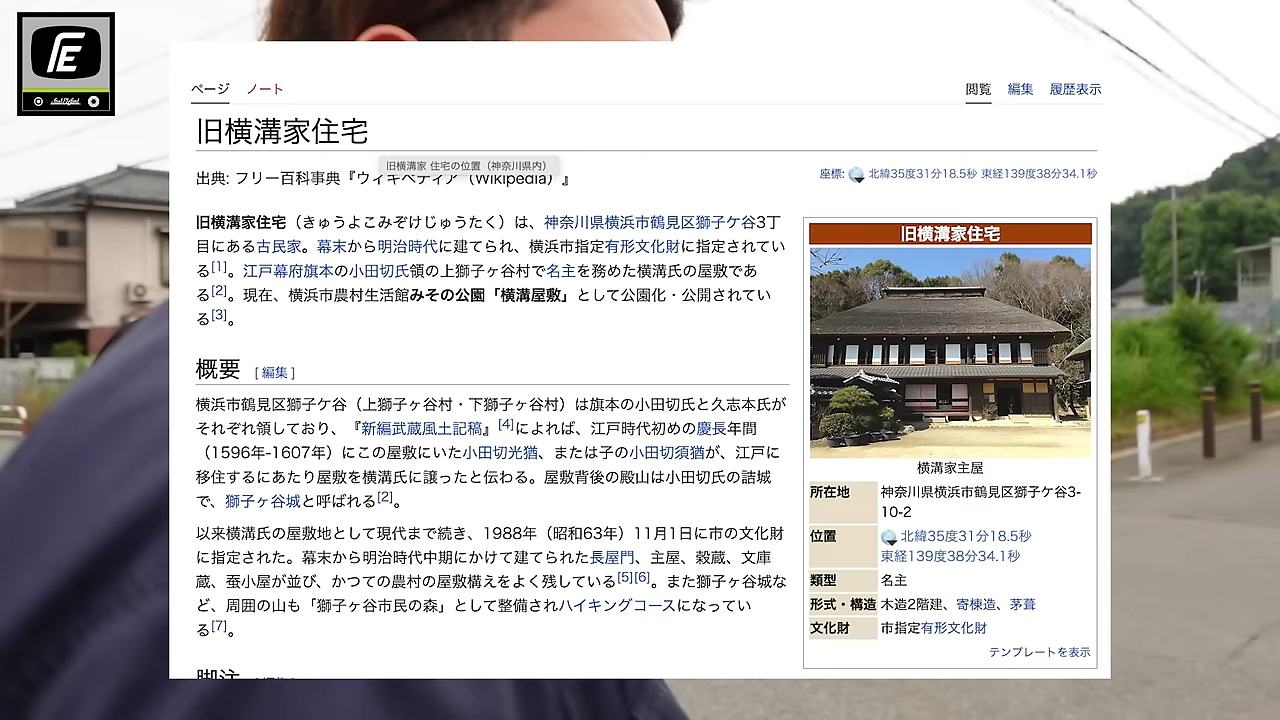 FE
ページ ノート 閲覧 編集 履歴表示
旧横溝家住宅
旧横溝家 住宅の位置（神奈川県内）
出典: フリー百科事典『ウィキペディア（Wikipedia）』
座標: 北緯35度31分18.5秒 東経139度38分34.1秒
旧横溝家住宅（きゅうよこみぞけじゅうたく）は、神奈川県横浜市鶴見区獅子ケ谷3丁
目にある古民家。幕末から明治時代に建てられ、横浜市指定有形文化財に指定されてい
る[1]。江戸幕府旗本の小田切氏領の上獅子ヶ谷村で名主を務めた横溝氏の屋敷であ
る[2]。現在、横浜市農村生活館みその公園「横溝屋敷」として公園化・公開されてい
る[3]。
概要 [編集]
横浜市鶴見区獅子ケ谷（上獅子ヶ谷村・下獅子ヶ谷村）は旗本の小田切氏と久志本氏が
それぞれ領しており、『新編武蔵風土記稿』[4]によれば、江戸時代初めの慶長年間
（1596年-1607年）にこの屋敷にいた小田切光猶、または子の小田切須猶が、江戸に
移住するにあたり屋敷を横溝氏に譲ったと伝わる。屋敷背後の殿山は小田切氏の詰城
で、獅子ヶ谷城と呼ばれる[2]。
以来横溝氏の屋敷地として現代まで続き、1988年（昭和63年）11月1日に市の文化財
に指定された。幕末から明治時代中期にかけて建てられた長屋門、主屋、穀蔵、文庫
蔵、蚕小屋が並び、かつての農村の屋敷構えをよく残している[5][6]。また獅子ヶ谷城な
ど、周囲の山も「獅子ヶ谷市民の森」として整備されハイキングコースになってい
る[7]。
脚注 [編集]
旧横溝家住宅
横溝家主屋
所在地 神奈川県横浜市鶴見区獅子ケ谷3-
10-2
位置 北緯35度31分18.5秒
東経139度38分34.1秒
類型 名主
形式・構造 木造2階建、寄棟造、茅葺
文化財 市指定有形文化財
テンプレートを表示